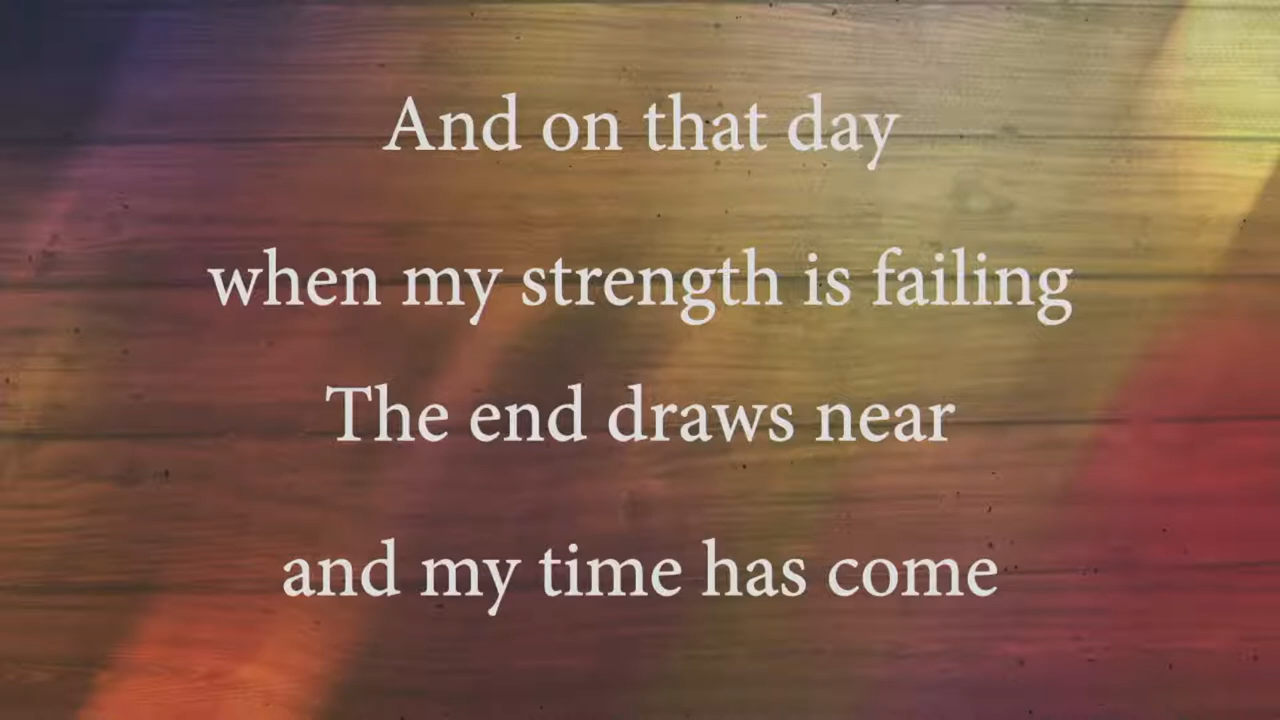 And on that day
when my strength is failing
The end draws near
and my time has come